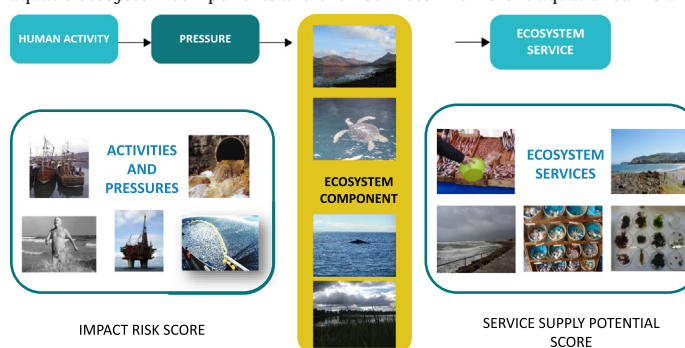 HUMAN ACTIVITY
PRESSURE
ECOSYSTEM
SERVICE
ACTIVITIES
AND
PRESSURES
ECOSYSTEM
COMPONENT
ECOSYSTEM
SERVICES
IMPACT RISK SCORE
SERVICE SUPPLY POTENTIAL
SCORE